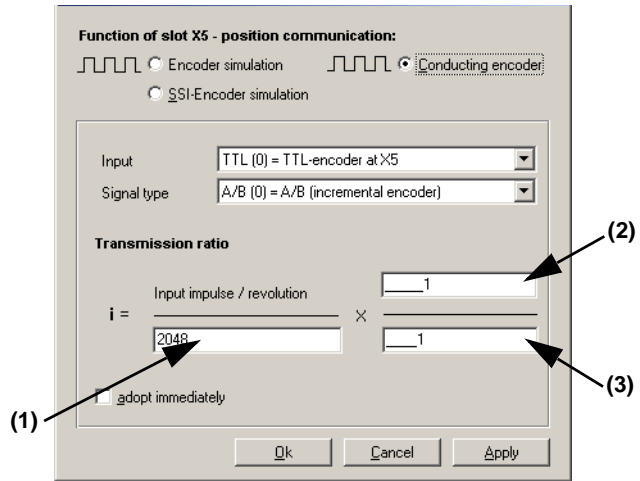 Function of slot X5 - position communication:
Encoder simulation Conducting encoder
SSI-Encoder simulation
Input TTL (0) = TTL-encoder at X5
Signal type A/B (0) = A/B (incremental encoder)
Transmission ratio
(2)
_____1
Input impulse / revolution
i = X
2048 ____1
(3)
adopt immediately
(1)
Ok Cancel Apply